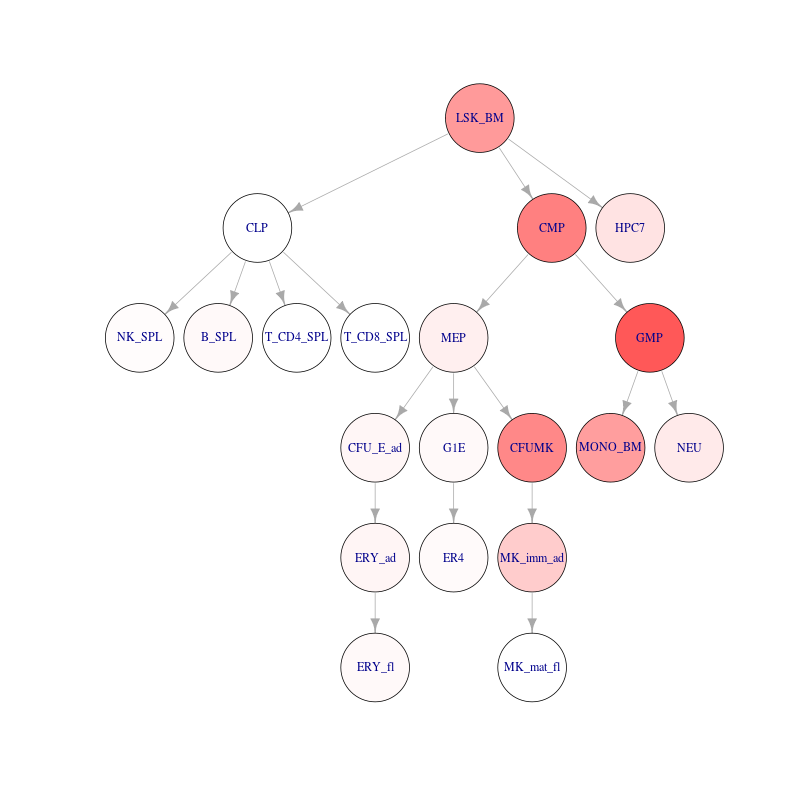 LSK_BM
CLP
CMP
HPC7
NK_SPL
B_SPL
T_CD4_SPL
T_CD8_SPL
MEP
GMP
CFU_E_ad
G1E
CFUMK
MONO_BM
NEU
ERY_ad
ER4
MK_imm_ad
ERY_fl
MK_mat_fl